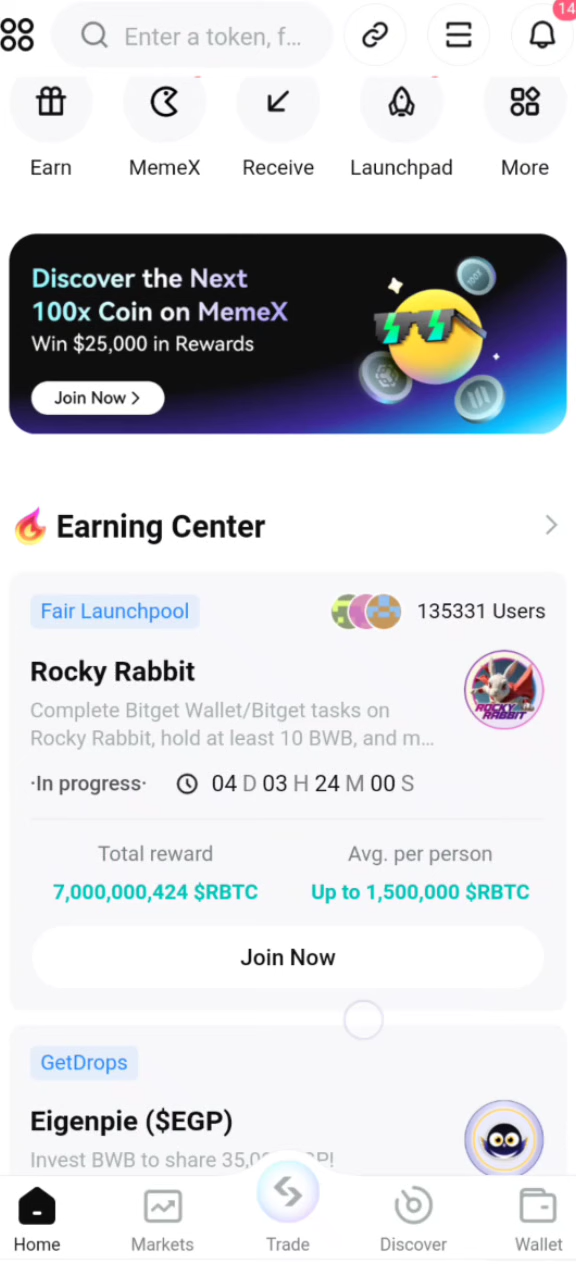 14
Enter a token, f...
Earn
MemeX
Receive
Launchpad
More
Discover the Next
100x Coin on MemeX
Win $25,000 in Rewards
Join Now >
100X
Earning Center
Fair Launchpool
135331 Users
Rocky Rabbit
Complete Bitget Wallet/Bitget tasks on
Rocky Rabbit, hold at least 10 BWB, and m...
ROCKY
RABBIT
·In progress·
04 D 03 H 24 M 00 S
Total reward
Avg. per person
7,000,000,424 $RBTC
Up to 1,500,000 $RBTC
Join Now
GetDrops
Eigenpie ($EGP)
Invest BWB to share
Home
Markets
Trade
Discover
Wallet